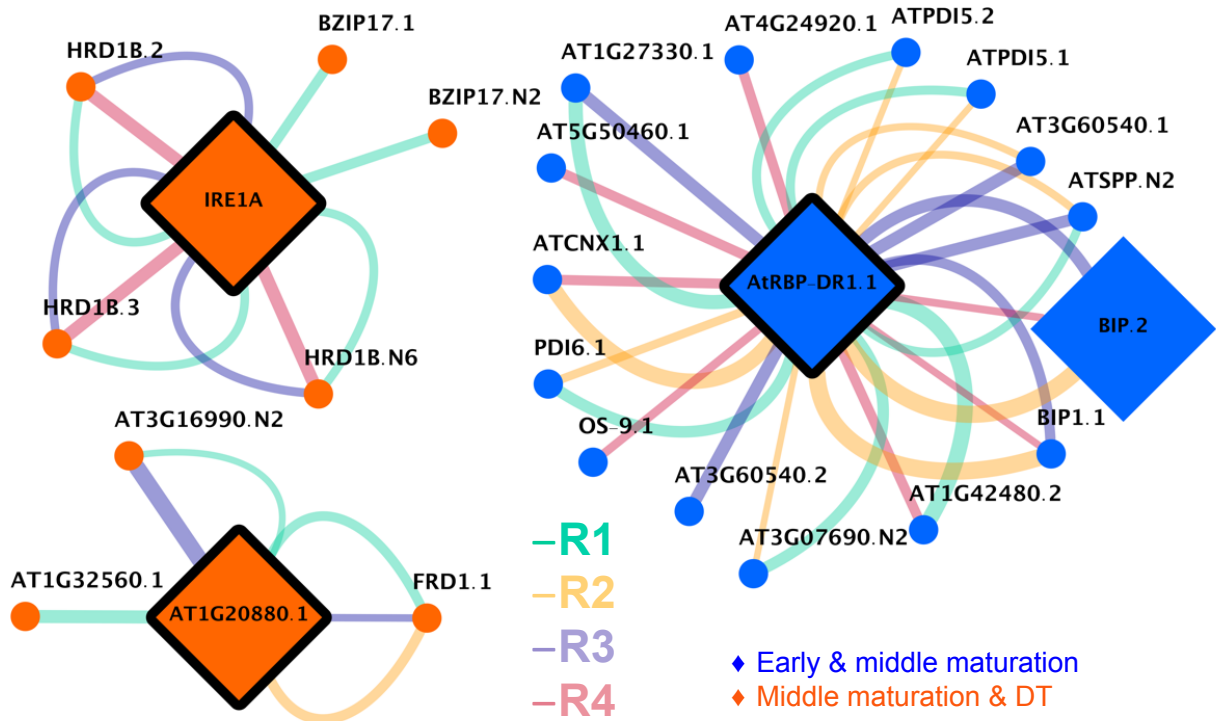 HRD1B.2
BZIP17.1
BZIP17.N2
IRE1A
HRD1B.3
HRD1B.N6
AT3G16990.N2
AT1G32560.1
AT1G20880.1
FRD1.1
AT4G24920.1
ATPDI5.2
AT1G27330.1
ATPDI5.1
AT5G50460.1
AT3G60540.1
ATSPP.N2
ATCNX1.1
AtRBP-DR1.1
BIP.2
PDI6.1
OS-9.1
BIP1.1
AT3G60540.2
AT1G42480.2
AT3G07690.N2
–R1
–R2
–R3
–R4
♦ Early & middle maturation
♦ Middle maturation & DT